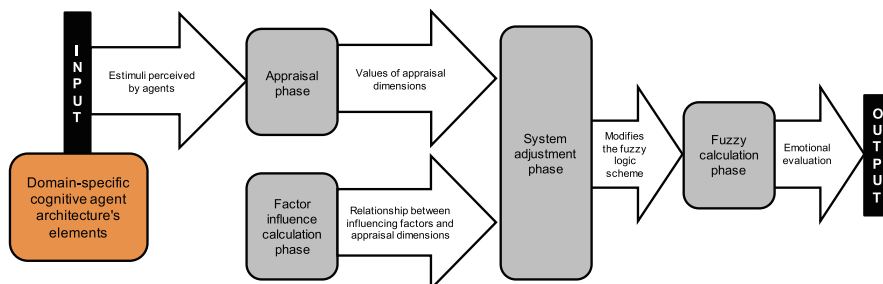 INPUT
Estimuli perceived
by agents
Appraisal
phase
Values of appraisal
dimensions
Domain-specific
cognitive agent
architecture's
elements
Factor
influence
calculation
phase
Relationship between
influencing factors and
appraisal dimensions
System
adjustment
phase
Modifies
the fuzzy
logic
scheme
Fuzzy
calculation
phase
Emotional
evaluation
OUTPUT